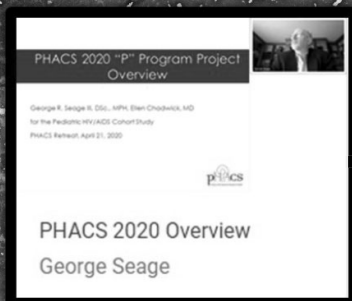 PHACS 2020 “P” Program Project
Overview
George R. Seage III, DSc., MPH, Ellen Chadwick, MD
for the Pediatric HIV/AIDS Cohort Study
PHACS Retreat: April 21, 2020
pHACS
PHACS 2020 Overview
George Seage